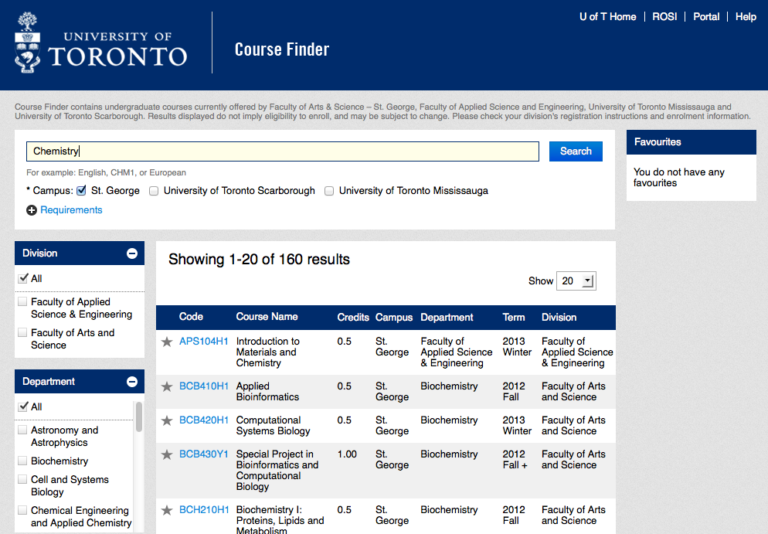 UNIVERSITY OF
TORONTO
Course Finder
U of T Home | ROSI | Portal | Help
Course Finder contains undergraduate courses currently offered by Faculty of Arts & Science – St. George, Faculty of Applied Science and Engineering, University of Toronto Mississauga and
University of Toronto Scarborough. Results displayed do not imply eligibility to enroll, and may be subject to change. Please check your division's registration instructions and enrolment information.
Chemistry
Search
For example: English, CHM1, or European
* Campus: St. George University of Toronto Scarborough University of Toronto Mississauga
Requirements
Favourites
You do not have any
favourites
Division
All
Faculty of Applied
Science & Engineering
Faculty of Arts and
Science
Department
All
Astronomy and
Astrophysics
Biochemistry
Cell and Systems
Biology
Chemical Engineering
and Applied Chemistry
Showing 1-20 of 160 results
Show 20
Code Course Name Credits Campus Department Term Division
APS104H1 Introduction to 0.5 St. Faculty of 2013 Faculty of
Materials and George Applied Science Winter Applied Science
Chemistry & Engineering & Engineering
BCB410H1 Applied 0.5 St. Biochemistry 2012 Faculty of Arts
Bioinformatics George Fall and Science
BCB420H1 Computational 0.5 St. Biochemistry 2013 Faculty of Arts
Systems Biology George Winter and Science
BCB430Y1 Special Project in 1.00 St. Biochemistry 2012 Faculty of Arts
Bioinformatics and George Fall + and Science
Computational
Biology
BCH210H1 Biochemistry I: 0.5 St. Biochemistry 2012 Faculty of Arts
Proteins, Lipids and George Fall and Science
Metabolism